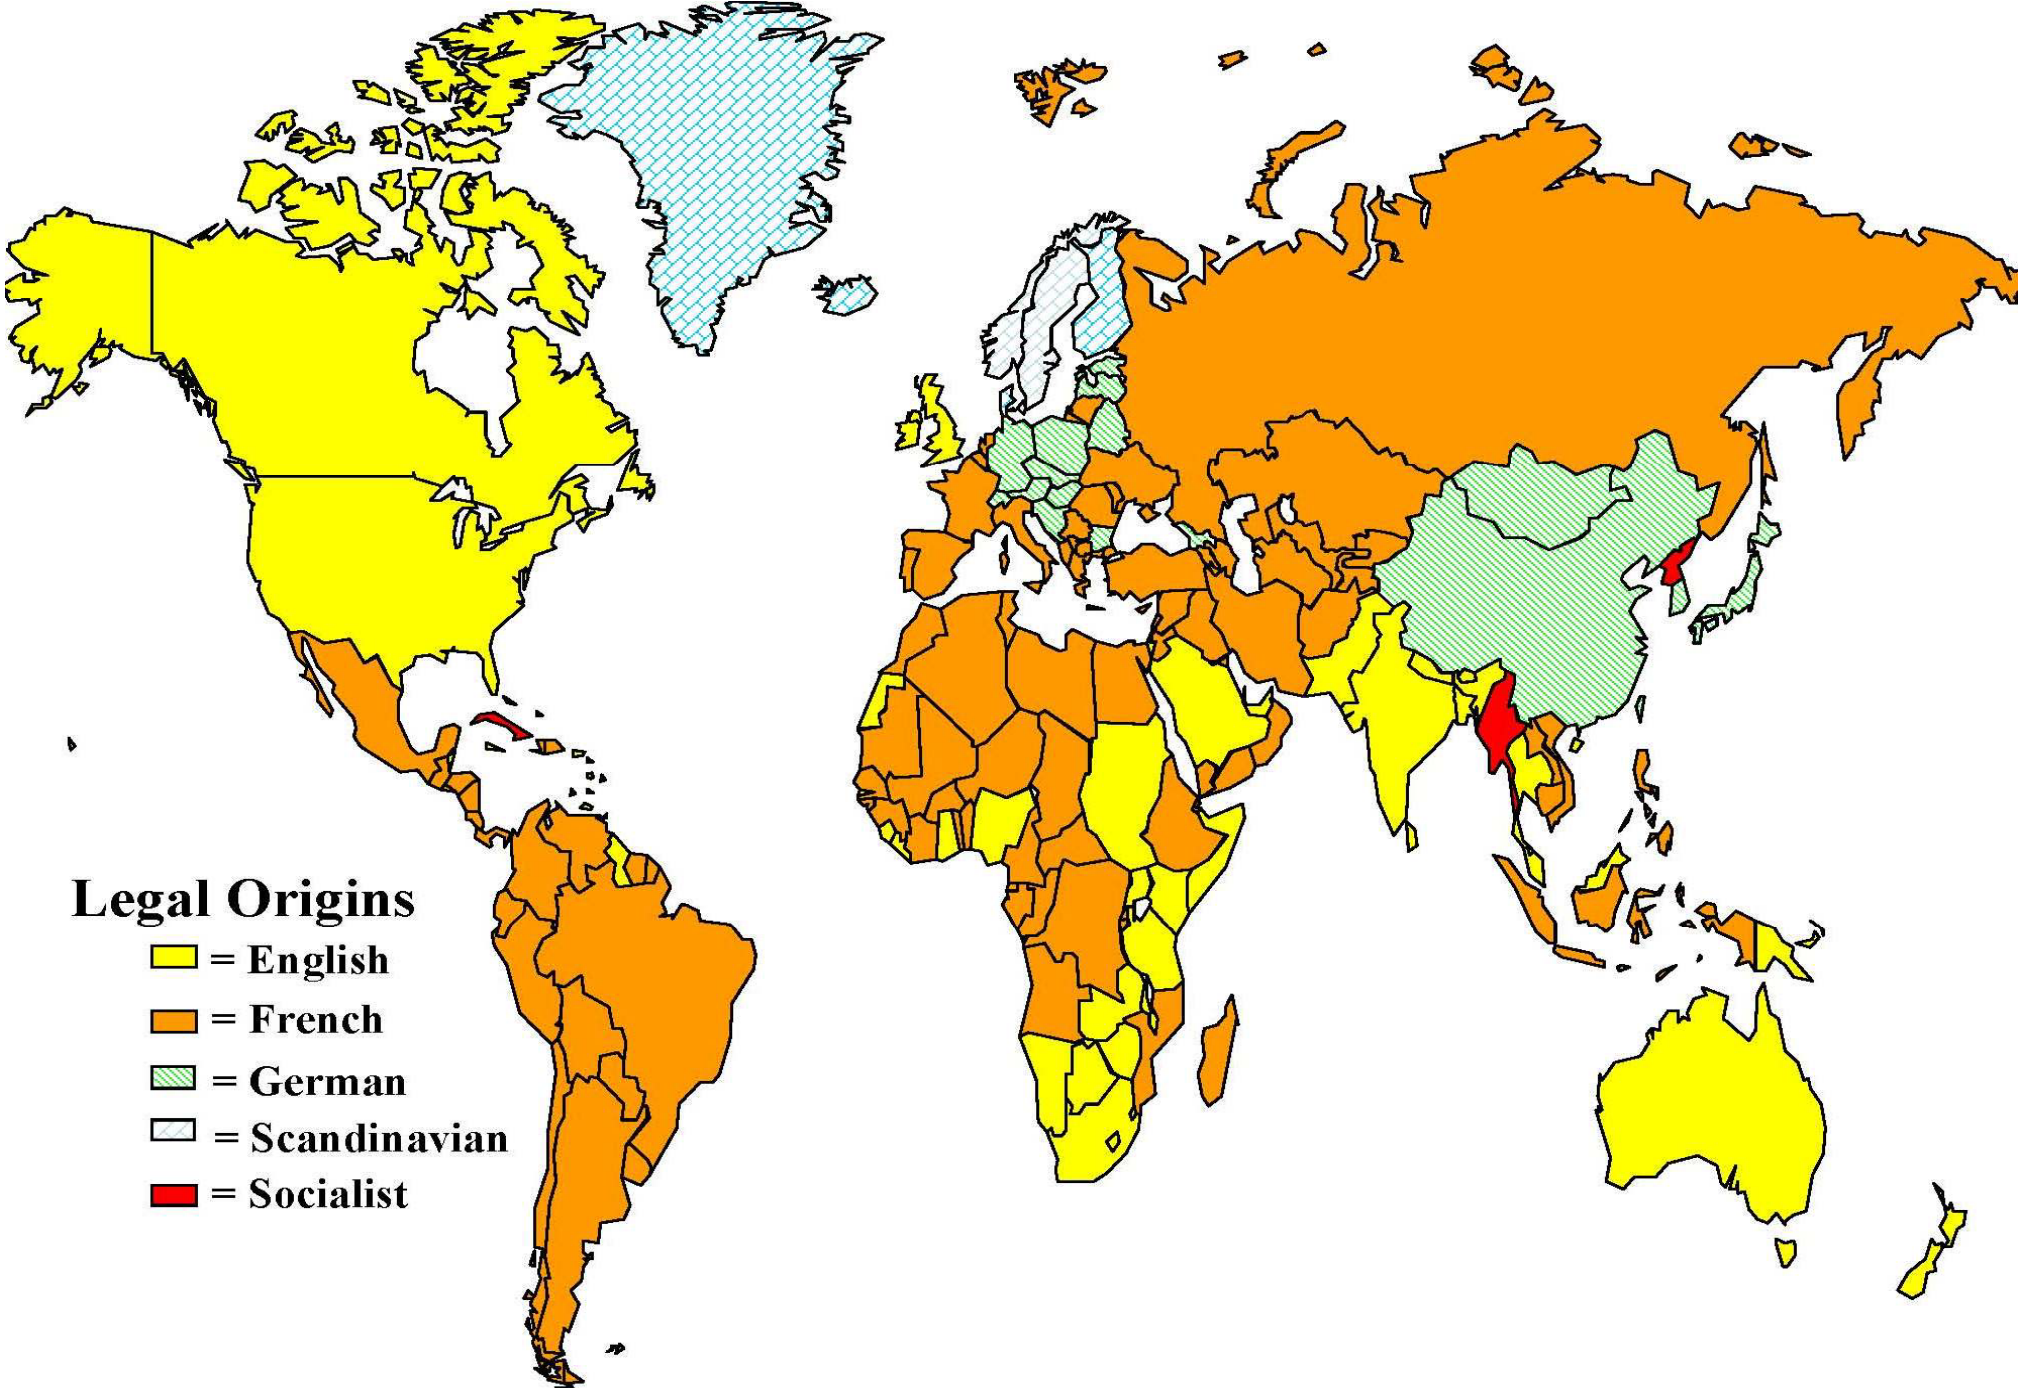 Legal Origins
= English
= French
= German
= Scandinavian
= Socialist